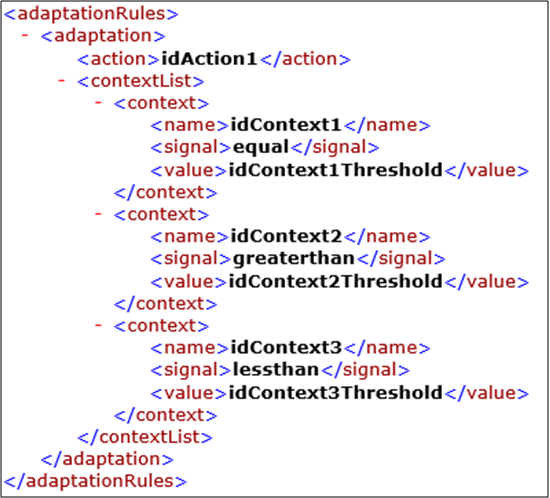 <adaptationRules>
- <adaptation>
<action>idAction1</action>
- <contextList>
- <context>
<name>idContext1</name>
<signal>equal</signal>
<value>idContext1Threshold</value>
</context>
- <context>
<name>idContext2</name>
<signal>greaterthan</signal>
<value>idContext2Threshold</value>
</context>
- <context>
<name>idContext3</name>
<signal>lessthan</signal>
<value>idContext3Threshold</value>
</context>
</contextList>
</adaptation>
</adaptationRules>